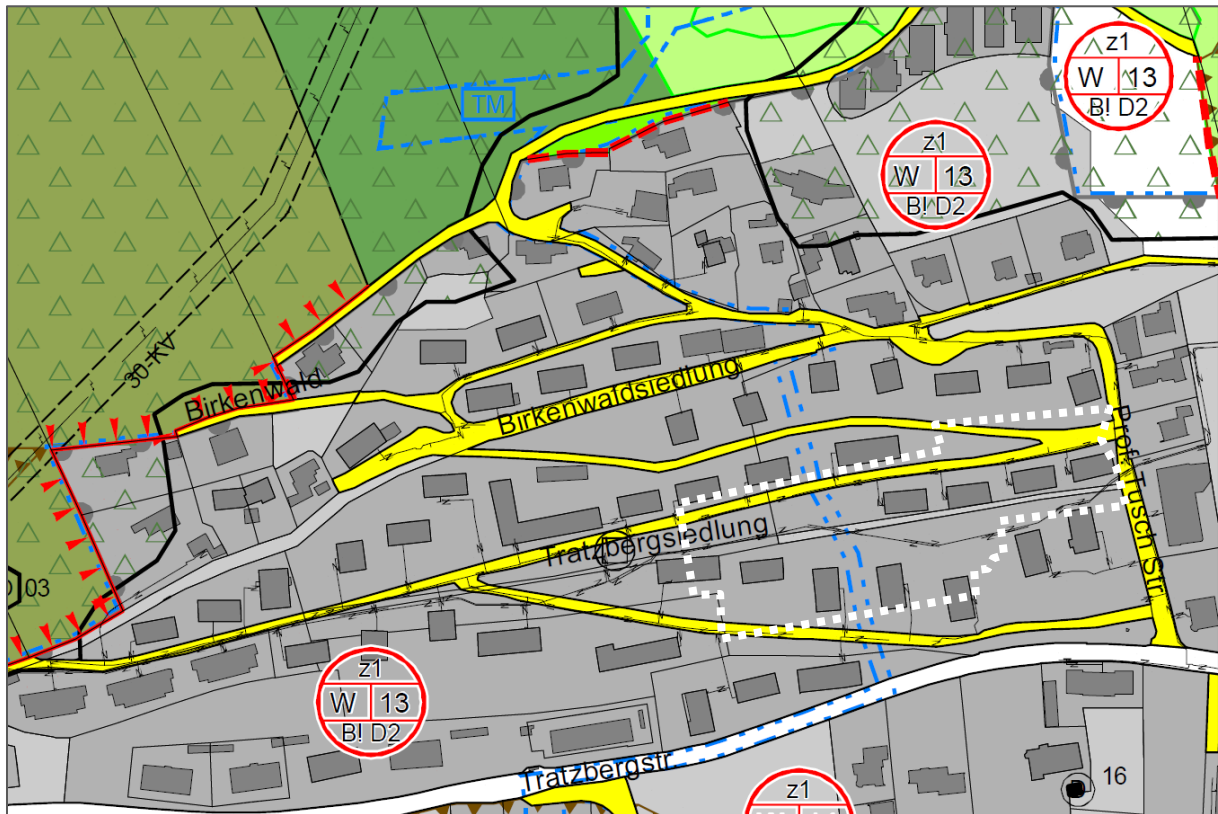 z1
W 13
B! D2
TM
z1
W 13
B! D2
30-KA
Birkenwald
Birkenwaldsiedlung
Prof. Tusch Str.
Tratzbergsiedlung
03
z1
W 13
B! D2
Tratzbergstr.
16
z1